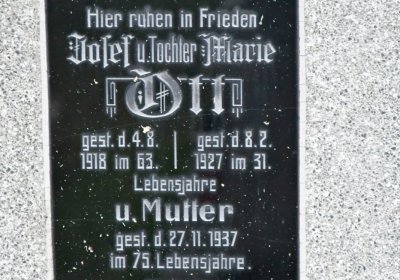 Hier ruhen in Frieden
Josef u. Tochter Marie
Ott
gest. d. 4. 8. | gest. d. 8. 2.
1918 im 63. | 1927 im 31.
Lebensjahre
u. Mutter
gest. d. 27. 11. 1937
im 75. Lebensjahre.